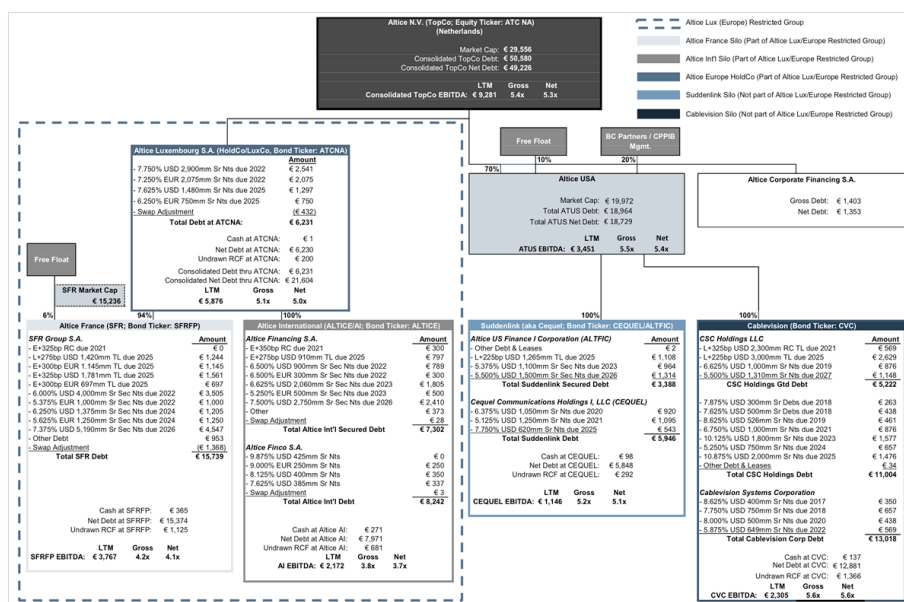 Altice N.V. (TopCo; Equity Ticker: ATC NA)
(Netherlands)
Market Cap: € 29,556
Consolidated TopCo Debt: € 50,580
Consolidated TopCo Net Debt: € 49,226
LTM Gross Net
Consolidated TopCo EBITDA: € 9,281 5.4x 5.3x
Altice Lux (Europe) Restricted Group
Altice France Silo (Part of Altice Lux/Europe Restricted Group)
Altice Int'l Silo (Part of Altice Lux/Europe Restricted Group)
Altice Europe HoldCo (Part of Altice Lux/Europe Restricted Group)
Suddenlink Silo (Not part of Altice Lux/Europe Restricted Group)
Cablevision Silo (Not part of Altice Lux/Europe Restricted Group)
Altice Luxembourg S.A. (HoldCo/LuxCo, Bond Ticker: ATCNA)
Amount
- 7.750% USD 2,900mm Sr Nts due 2022 € 2,541
- 7.250% EUR 2,075mm Sr Nts due 2022 € 2,075
- 7.625% USD 1,480mm Sr Nts due 2025 € 1,297
- 6.250% EUR 750mm Sr Nts due 2025 € 750
- Swap Adjustment (€ 432)
Total Debt at ATCNA: € 6,231
Cash at ATCNA: € 1
Net Debt at ATCNA: € 6,230
Undrawn RCF at ATCNA: € 200
Consolidated Debt thru ATCNA: € 6,231
Consolidated Net Debt thru ATCNA: € 21,604
LTM Gross Net
€ 5,876 5.1x 5.0x
Free Float
10%
BC Partners / CPPIB
Mgmt.
20%
70%
Altice USA
Market Cap: € 19,972
Total ATUS Debt: € 18,964
Total ATUS Net Debt: € 18,729
LTM Gross Net
ATUS EBITDA: € 3,451 5.5x 5.4x
Altice Corporate Financing S.A.
Gross Debt: € 1,403
Net Debt: € 1,353
Free Float
SFR Market Cap
€ 15,236
6%
94%
100%
100%
100%
Altice France (SFR; Bond Ticker: SFRFP)
SFR Group S.A. Amount
- E+325bp RC due 2021 € 0
- L+275bp USD 1,420mm TL due 2025 € 1,244
- E+300bp EUR 1,145mm TL due 2025 € 1,145
- E+325bp USD 1,781mm TL due 2025 € 1,561
- E+300bp EUR 697mm TL due 2025 € 697
- 6.000% USD 4,000mm Sr Sec Nts due 2022 € 3,505
- 5.375% EUR 1,000mm Sr Sec Nts due 2022 € 1,000
- 6.250% USD 1,375mm Sr Sec Nts due 2024 € 1,205
- 5.625% EUR 1,250mm Sr Sec Nts due 2024 € 1,250
- 7.375% USD 5,190mm Sr Sec Nts due 2026 € 4,547
- Other Debt € 953
- Swap Adjustment (€ 1,368)
Total SFR Debt € 15,739
Cash at SFRFP: € 365
Net Debt at SFRFP: € 15,374
Undrawn RCF at SFRFP: € 1,125
LTM Gross Net
SFRFP EBITDA: € 3,767 4.2x 4.1x
Altice International (ALTICE/AI; Bond Ticker: ALTICE)
Altice Financing S.A. Amount
- E+350bp RC due 2021 € 300
- E+275bp USD 910mm TL due 2025 € 797
- 6.500% USD 900mm Sr Sec Nts due 2022 € 789
- 6.500% EUR 300mm Sr Sec Nts due 2022 € 300
- 6.625% USD 2,060mm Sr Sec Nts due 2023 € 1,805
- 5.250% EUR 500mm Sr Sec Nts due 2023 € 500
- 7.500% USD 2,750mm Sr Sec Nts due 2026 € 2,410
- Other € 373
- Swap Adjustment € 28
Total Altice Int'l Secured Debt € 7,302
Altice Finco S.A.
- 9.875% USD 425mm Sr Nts € 0
- 9.000% EUR 250mm Sr Nts € 250
- 8.125% USD 400mm Sr Nts € 350
- 7.625% USD 385mm Sr Nts € 337
- Swap Adjustment € 3
Total Altice Int'l Debt € 8,242
Cash at Altice AI: € 271
Net Debt at Altice AI: € 7,971
Undrawn RCF at Altice AI: € 681
LTM Gross Net
AI EBITDA: € 2,172 3.8x 3.7x
Suddenlink (aka Cequel; Bond Ticker: CEQUEL/ALTFIC)
Altice US Finance I Corporation (ALTFIC) Amount
- Other Debt & Leases € 2
- L+225bp USD 1,265mm TL due 2025 € 1,108
- 5.375% USD 1,100mm Sr Sec Nts due 2023 € 964
- 5.500% USD 1,500mm Sr Sec Nts due 2026 € 1,314
Total Suddenlink Secured Debt € 3,388
Cequel Communications Holdings I, LLC (CEQUEL)
- 6.375% USD 1,050mm Sr Nts due 2020 € 920
- 5.125% USD 1,250mm Sr Nts due 2021 € 1,095
- 7.750% USD 620mm Sr Nts due 2025 € 543
Total Suddenlink Debt € 5,946
Cash at CEQUEL: € 98
Net Debt at CEQUEL: € 5,848
Undrawn RCF at CEQUEL: € 292
LTM Gross Net
CEQUEL EBITDA: € 1,146 5.2x 5.1x
Cablevision (Bond Ticker: CVC)
CSC Holdings LLC Amount
- L+325bp USD 2,300mm RC TL due 2021 € 569
- L+225bp USD 3,000mm TL due 2025 € 2,629
- 6.625% USD 1,000mm Sr Gtd Nts due 2025 € 876
- 5.500% USD 1,310mm Sr Gtd Nts due 2027 € 1,148
CSC Holdings Gtd Debt € 5,222
- 7.875% USD 300mm Sr Debs due 2018 € 263
- 7.625% USD 500mm Sr Debs due 2018 € 438
- 8.625% USD 526mm Sr Nts due 2019 € 461
- 6.750% USD 1,000mm Sr Nts due 2021 € 876
- 10.125% USD 1,800mm Sr Nts due 2023 € 1,577
- 5.250% USD 750mm Sr Nts due 2024 € 657
- 10.875% USD 2,000mm Sr Nts due 2025 € 1,476
- Other Debt & Leases € 34
Total CSC Holdings Debt € 11,004
Cablevision Systems Corporation
- 8.625% USD 400mm Sr Nts due 2017 € 350
- 7.750% USD 750mm Sr Nts due 2018 € 657
- 8.000% USD 500mm Sr Nts due 2020 € 438
- 5.875% USD 649mm Sr Nts due 2022 € 569
Total Cablevision Corp Debt € 13,018
Cash at CVC: € 137
Net Debt at CVC: € 12,881
Undrawn RCF at CVC: € 1,366
LTM Gross Net
CVC EBITDA: € 2,305 5.6x 5.6x